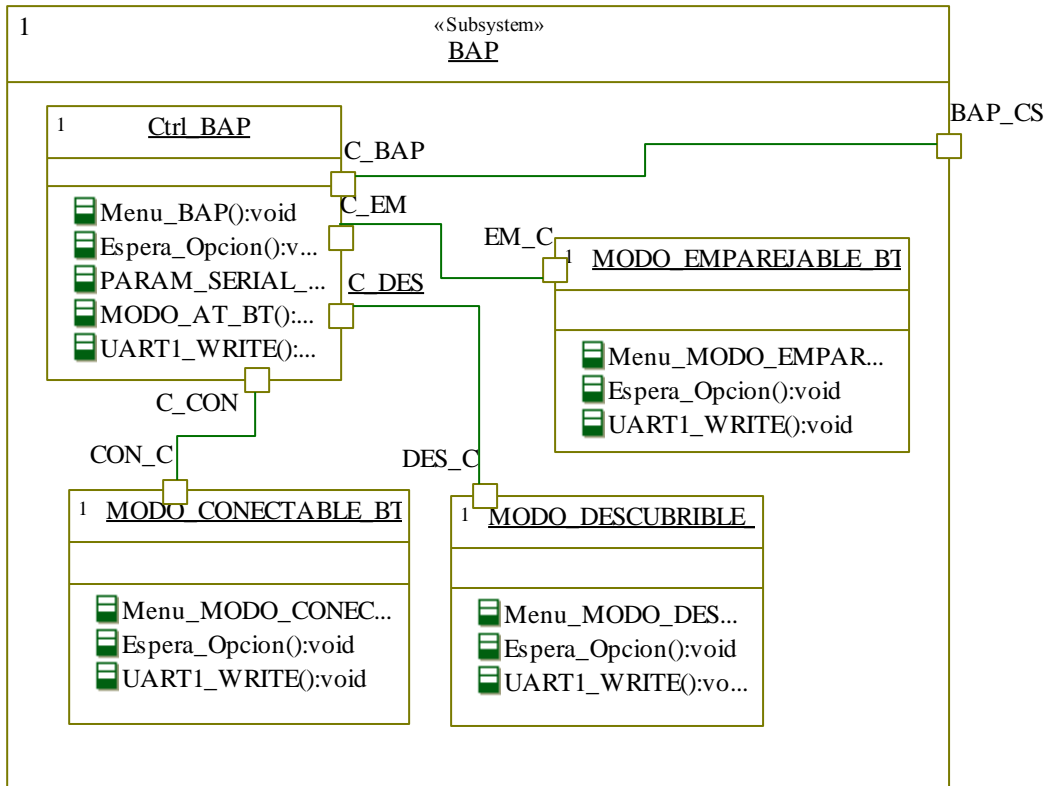 1
«Subsystem»
BAP
BAP_CS
1 Ctrl_BAP
C_BAP
Menu_BAP():void
Espera_Opcion():v...
PARAM_SERIAL_...
MODO_AT_BT():...
UART1_WRITE():...
C_EM
C_DES
C_CON
EM_C
1 MODO_EMPAREJABLE_BT
Menu_MODO_EMPAR...
Espera_Opcion():void
UART1_WRITE():void
CON_C
1 MODO_CONECTABLE_BT
Menu_MODO_CONEC...
Espera_Opcion():void
UART1_WRITE():void
DES_C
1 MODO_DESCUBRIBLE_
Menu_MODO_DES...
Espera_Opcion():void
UART1_WRITE():vo...